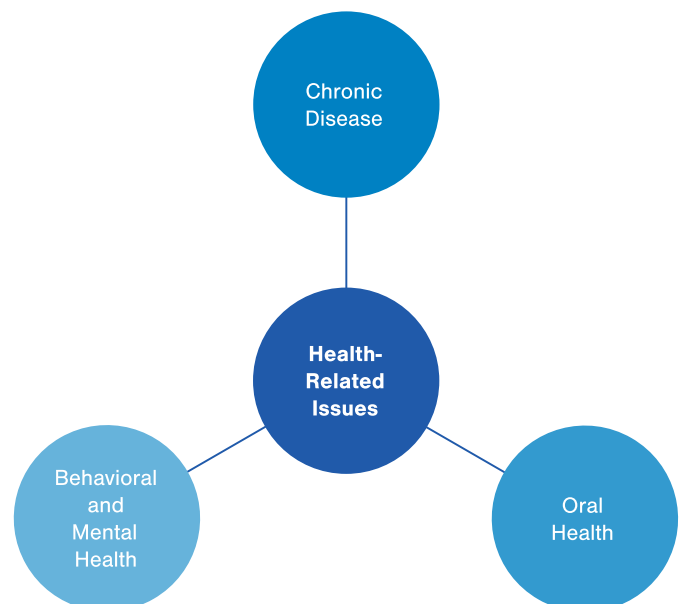 Chronic
Disease
Health-
Related
Issues
Behavioral
and
Mental
Health
Oral
Health